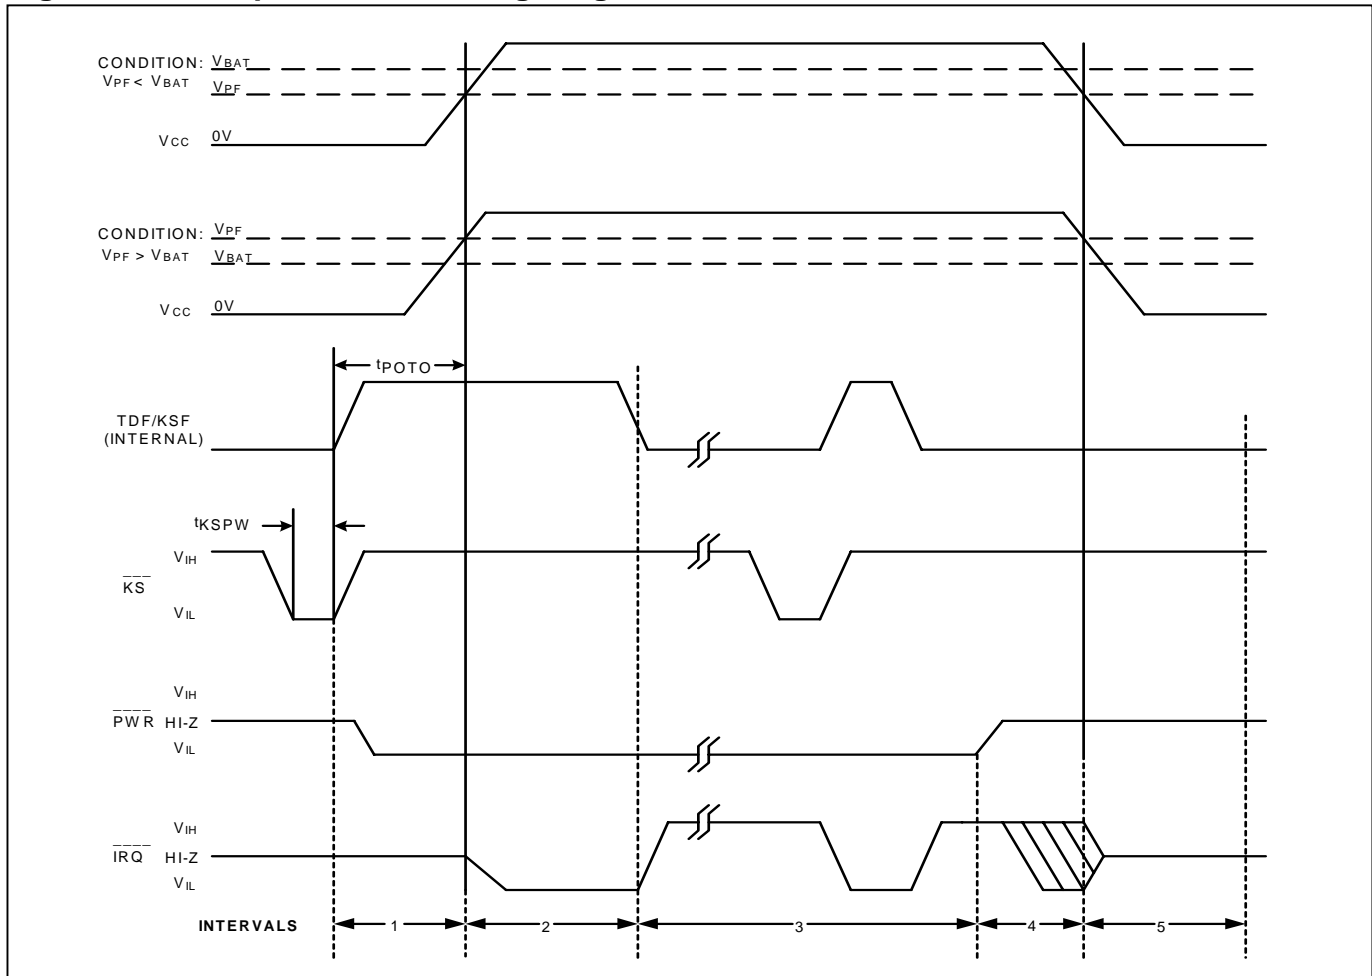 CONDITION: VBAT
VPF < VBAT VPF
VCC 0V
CONDITION: VPF
VPF > VBAT VBAT
VCC 0V
tPOTO
TDF/KSF
(INTERNAL)
tKSPW
VIH
KS
VIL
VIH
PWR HI-Z
VIL
VIH
IRQ HI-Z
VIL
INTERVALS 1 2 3 4 5